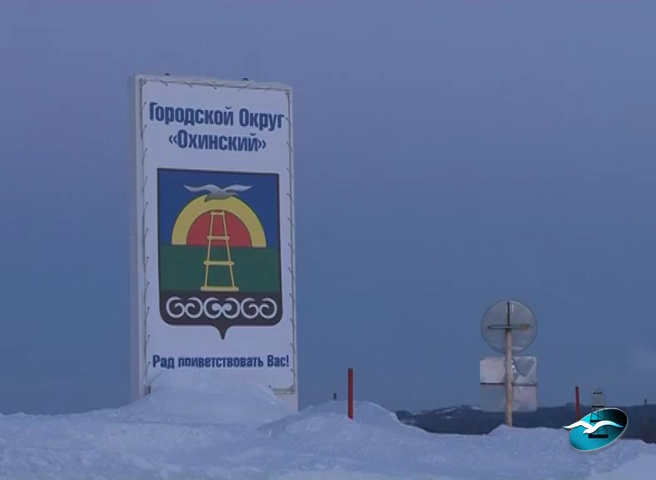 Городской Округ
«Охинский»
Рад приветствовать Вас!